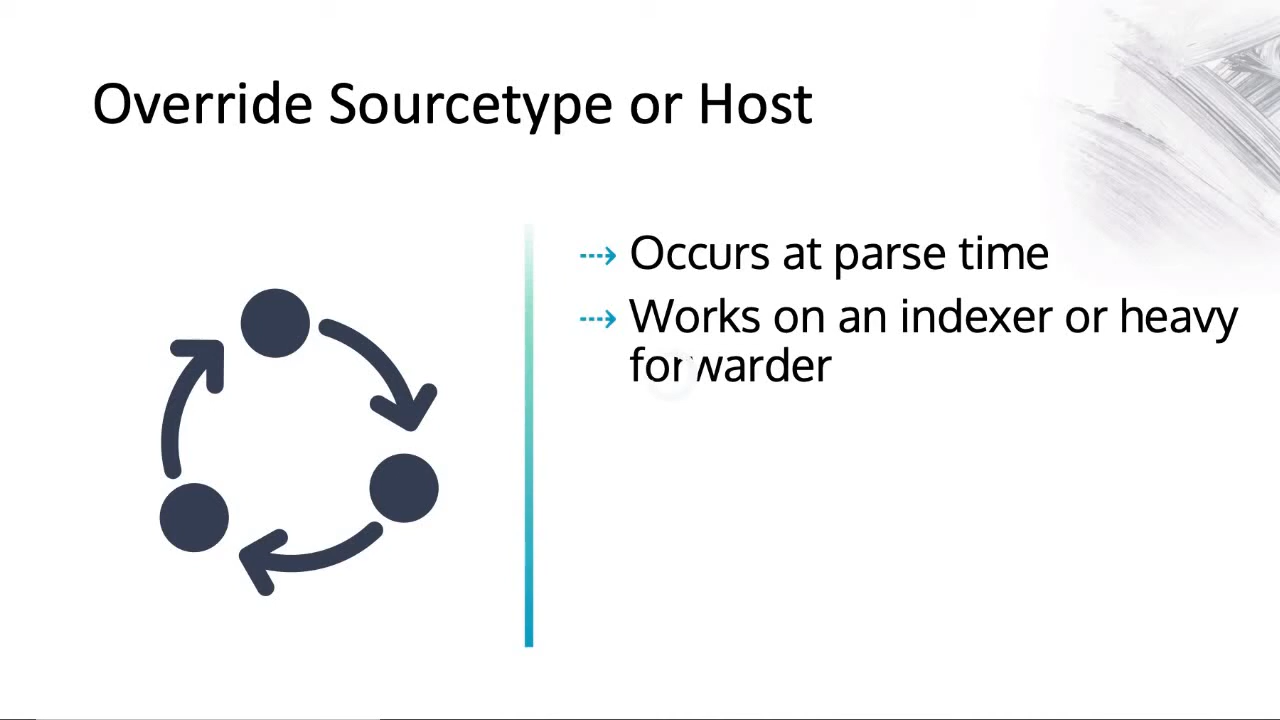 Override Sourcetype or Host
Occurs at parse time
Works on an indexer or heavy
forwarder